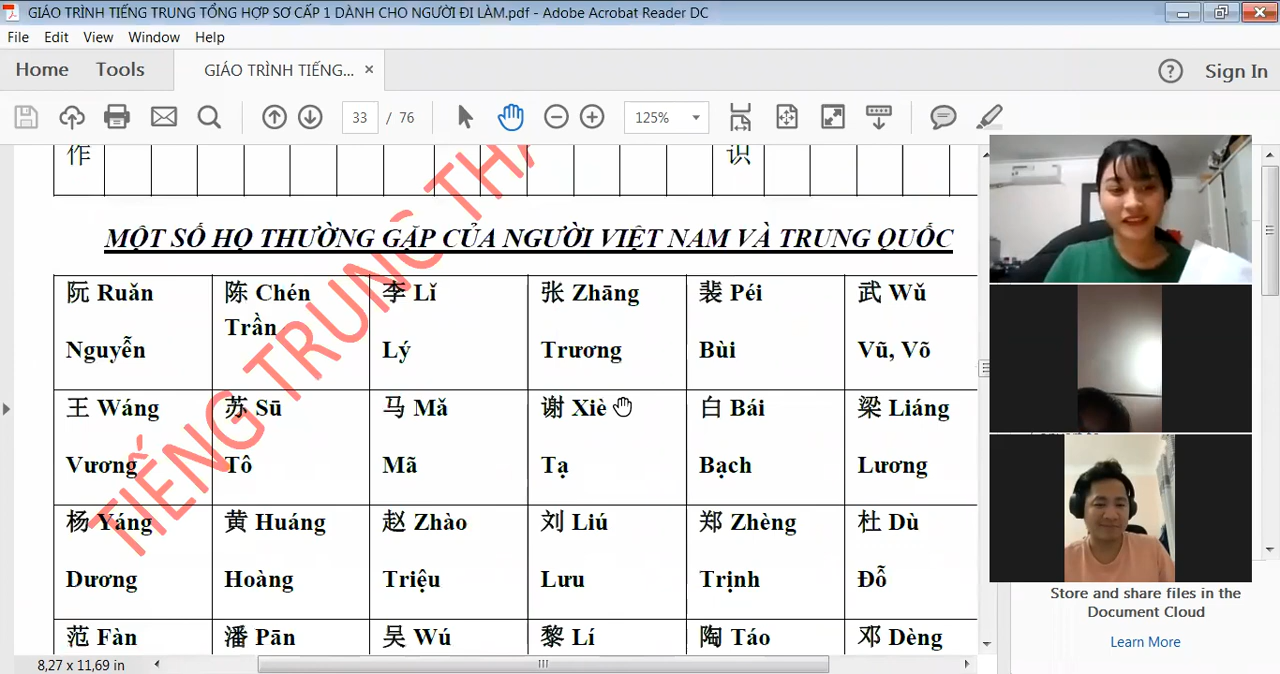 GIÁO TRÌNH TIẾNG TRUNG TỔNG HỢP SƠ CẤP 1 DÀNH CHO NGƯỜI ĐI LÀM.pdf - Adobe Acrobat Reader DC
File Edit View Window Help
Home Tools GIÁO TRÌNH TIẾNG... × Sign In
33 / 76 125%
作 识
MỘT SỐ HỌ THƯỜNG GẶP CỦA NGƯỜI VIỆT NAM VÀ TRUNG QUỐC
阮 Ruǎn 陈 Chén 李 Lǐ 张 Zhāng 裴 Péi 武 Wǔ
Trần
Nguyễn Lý Trương Bùi Vũ, Võ
王 Wáng 苏 Sū 马 Mǎ 谢 Xiè 白 Bái 梁 Liáng
Vương Tô Mã Tạ Bạch Lương
杨 Yáng 黄 Huáng 赵 Zhào 刘 Liú 郑 Zhèng 杜 Dù
Dương Hoàng Triệu Lưu Trịnh Đỗ
范 Fàn 潘 Pān 吴 Wú 黎 Lí 陶 Táo 邓 Dèng
TIẾNG TRUNG THA
Store and share files in the
Document Cloud
Learn More
8,27 x 11,69 in